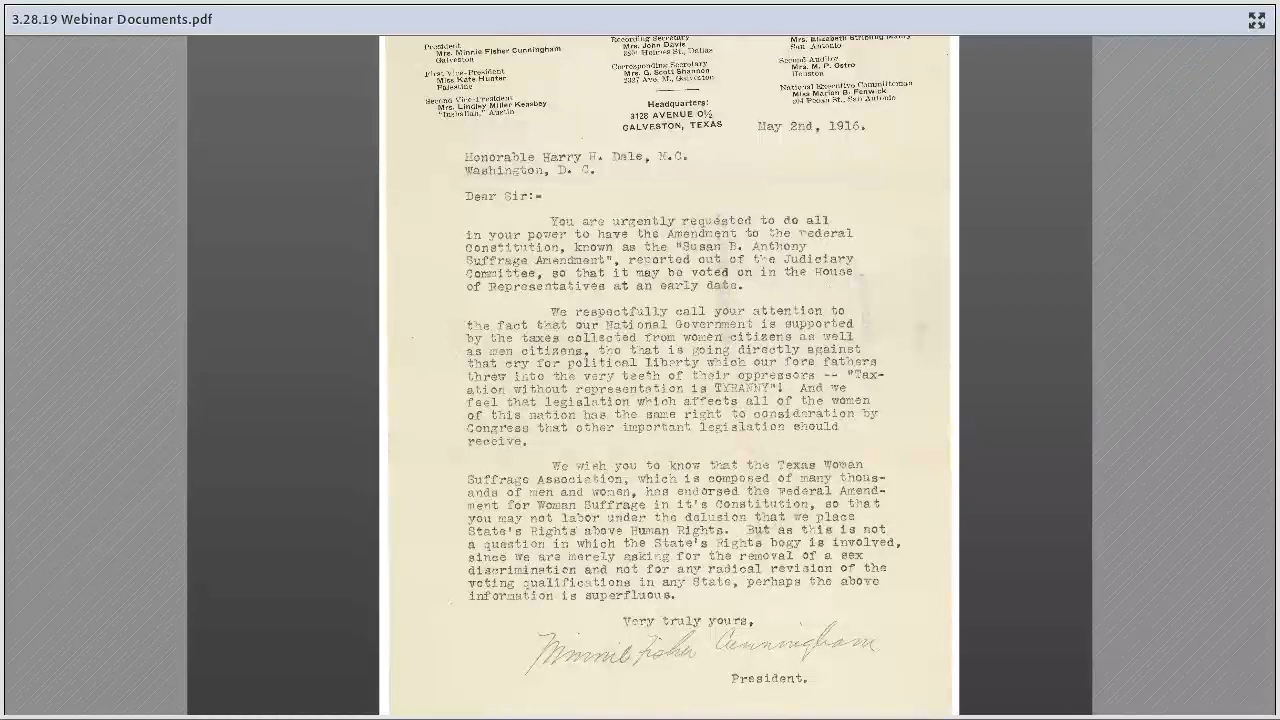 3.28.19 Webinar Documents.pdf
President
Mrs. Minnie Fisher Cunningham
Galveston
First Vice-President
Miss Kate Hunter
Palestine
Second Vice-President
Mrs. Lindley Miller Keasbey
Austin
Recording Secretary
Mrs. John Davie
Holmes St., Dallas
Corresponding Secretary
Mrs. G. Scott Shannon
2327 Ave. M., Galveston
Headquarters:
3128 AVENUE O½
GALVESTON, TEXAS
Mrs. Elizabeth
San Antonio
Second Auditor
Mrs. M. P.
Houston
National Executive Committeeman
Miss Marion B. Fenwick
St., San Antonio
May 2nd, 1916.
Honorable Harry H. Dale, M.C.
Washington, D. C.
Dear Sir:-
You are urgently requested to do all
in your power to have the Amendment to the Federal
Constitution, known as the "Susan B. Anthony
Suffrage Amendment", reported out of the Judiciary
Committee, so that it may be voted on in the House
of Representatives at an early date.
We respectfully call your attention to
the fact that our National Government is supported
by the taxes collected from women citizens as well
as men citizens, tho that is going directly against
that cry for political liberty which our fore fathers
threw into the very teeth of their oppressors -- "Tax-
ation without representation is TYRANNY"! And we
feel that legislation which affects all of the women
of this nation has the same right to consideration by
Congress that other important legislation should
receive.
We wish you to know that the Texas Woman
Suffrage Association, which is composed of many thous-
ands of men and women, has endorsed the Federal Amend-
ment for Woman Suffrage in it's Constitution, so that
you may not labor under the delusion that we place
State's Rights above Human Rights. But as this is not
a question in which the State's Rights bogy is involved,
since we are merely asking for the removal of a sex
discrimination and not for any radical revision of the
voting qualifications in any State, perhaps the above
information is superfluous.
Very truly yours,
Minnie Fisher Cunningham
President.